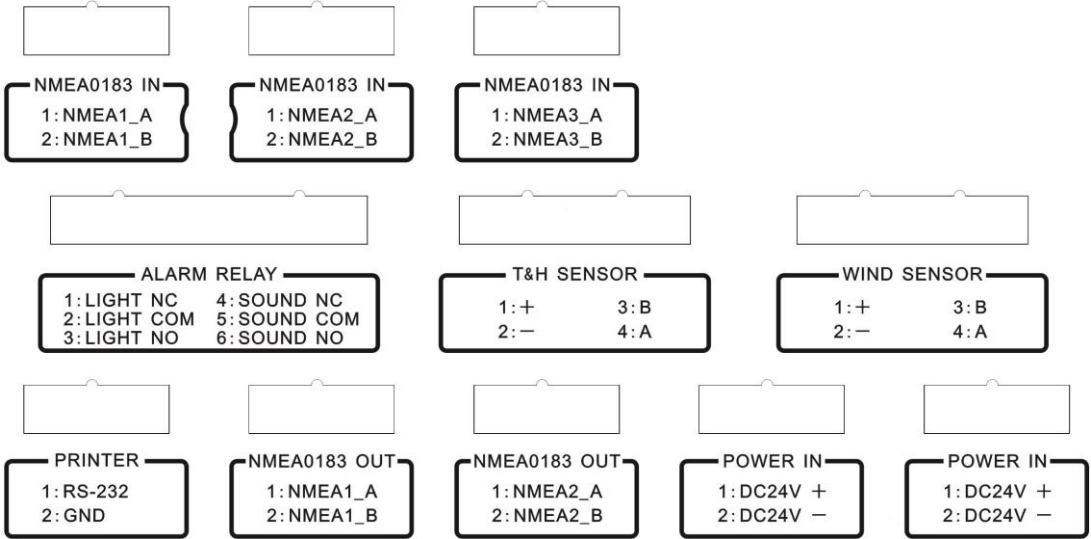 NMEA0183 IN
1:NMEA1_A
2:NMEA1_B
NMEA0183 IN
1:NMEA2_A
2:NMEA2_B
NMEA0183 IN
1:NMEA3_A
2:NMEA3_B
ALARM RELAY
1:LIGHT NC 4:SOUND NC
2:LIGHT COM 5:SOUND COM
3:LIGHT NO 6:SOUND NO
T&H SENSOR
1:+ 3:B
2:− 4:A
WIND SENSOR
1:+ 3:B
2:− 4:A
PRINTER
1:RS-232
2:GND
NMEA0183 OUT
1:NMEA1_A
2:NMEA1_B
NMEA0183 OUT
1:NMEA2_A
2:NMEA2_B
POWER IN
1:DC24V +
2:DC24V −
POWER IN
1:DC24V +
2:DC24V −